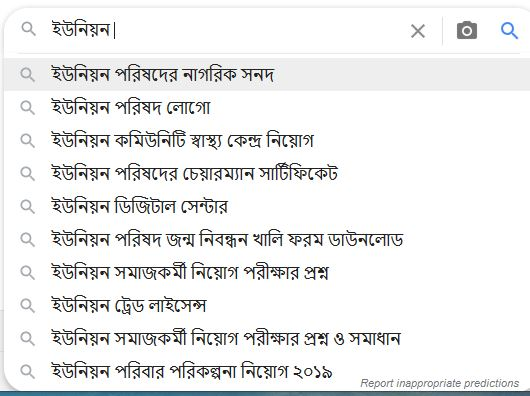 ইউনিয়ন
ইউনিয়ন পরিষদের নাগরিক সনদ
ইউনিয়ন পরিষদ লোগো
ইউনিয়ন কমিউনিটি স্বাস্থ্য কেন্দ্র নিয়োগ
ইউনিয়ন পরিষদের চেয়ারম্যান সার্টিফিকেট
ইউনিয়ন ডিজিটাল সেন্টার
ইউনিয়ন পরিষদ জন্ম নিবন্ধন খালি ফরম ডাউনলোড
ইউনিয়ন সমাজকর্মী নিয়োগ পরীক্ষার প্রশ্ন
ইউনিয়ন ট্রেড লাইসেন্স
ইউনিয়ন সমাজকর্মী নিয়োগ পরীক্ষার প্রশ্ন ও সমাধান
ইউনিয়ন পরিবার পরিকল্পনা নিয়োগ ২০১৯
Report inappropriate predictions